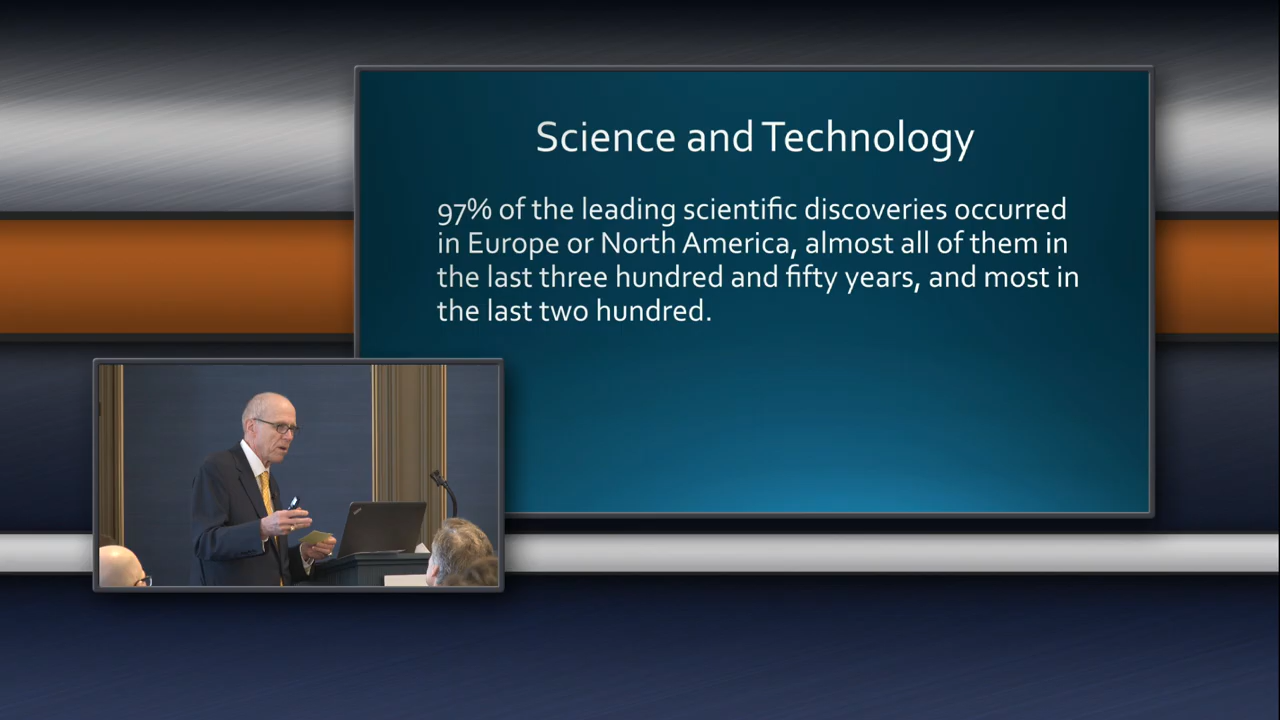 Science and Technology
97% of the leading scientific discoveries occurred
in Europe or North America, almost all of them in
the last three hundred and fifty years, and most in
the last two hundred.